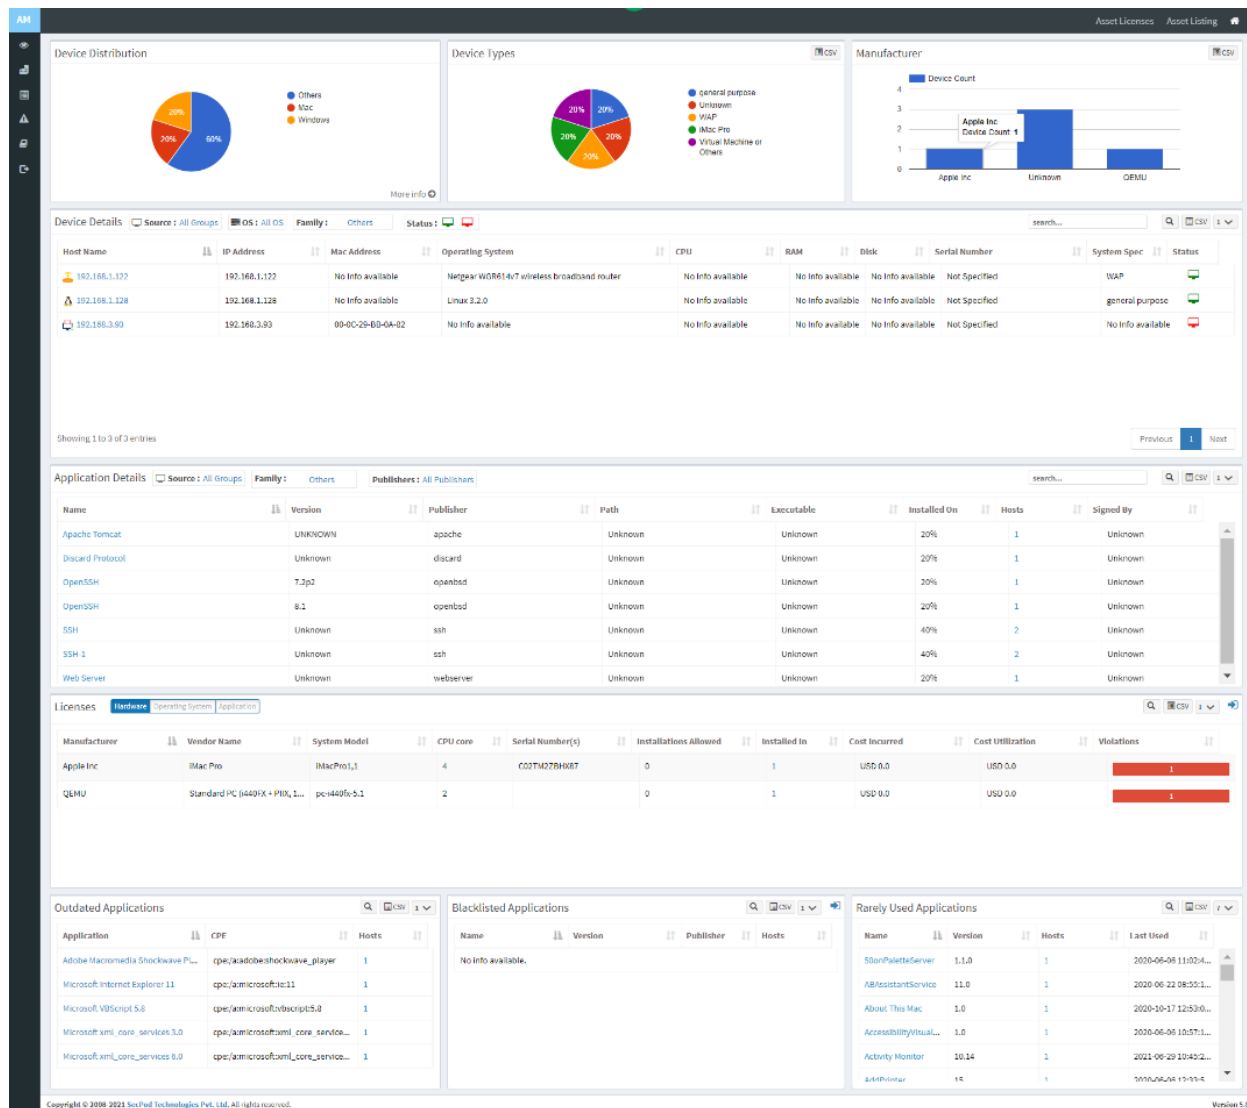 AM
Asset Licenses Asset Listing
Device Distribution
Others
Mac
Windows
20%
20%
60%
More info
Device Types
CSV
general purpose
Unknown
WAP
iMac Pro
Virtual Machine or
Others
20% 20%
20% 20%
20%
Manufacturer
CSV
Device Count
4
3
2
1
0
Apple Inc
Device Count 1
Apple Inc Unknown QEMU
Device Details Source : All Groups OS : All OS Family : Others Status : search... CSV 1
Host Name IP Address Mac Address Operating System CPU RAM Disk Serial Number System Spec Status
192.168.1.122 192.168.1.122 No Info available Netgear WGR614v7 wireless broadband router No Info available No Info available No Info available Not Specified WAP
192.168.1.128 192.168.1.128 No Info available Linux 3.2.0 No Info available No Info available No Info available Not Specified general purpose
192.168.3.93 192.168.3.93 00-0C-29-BB-0A-02 No Info available No Info available No Info available No Info available Not Specified No Info available
Showing 1 to 3 of 3 entries
Previous 1 Next
Application Details Source : All Groups Family : Others Publishers : All Publishers search... CSV 1
Name Version Publisher Path Executable Installed On Hosts Signed By
Apache Tomcat UNKNOWN apache Unknown Unknown 20% 1 Unknown
Discard Protocol Unknown discard Unknown Unknown 20% 1 Unknown
OpenSSH 7.2p2 openbsd Unknown Unknown 20% 1 Unknown
OpenSSH 8.1 openbsd Unknown Unknown 20% 1 Unknown
SSH Unknown ssh Unknown Unknown 40% 2 Unknown
SSH-1 Unknown ssh Unknown Unknown 40% 2 Unknown
Web Server Unknown webserver Unknown Unknown 20% 1 Unknown
Licenses Hardware Operating System Application CSV 1
Manufacturer Vendor Name System Model CPU core Serial Number(s) Installations Allowed Installed In Cost Incurred Cost Utilization Violations
Apple Inc iMac Pro iMacPro1,1 4 C02TM2ZBHX87 0 1 USD 0.0 USD 0.0 1
QEMU Standard PC (i440FX + PIIX, 1... pc-i440fx-5.1 2 0 1 USD 0.0 USD 0.0 1
Outdated Applications CSV 1
Application CPE Hosts
Adobe Macromedia Shockwave Pl... cpe:/a:adobe:shockwave_player 1
Microsoft Internet Explorer 11 cpe:/a:microsoft:ie:11 1
Microsoft VBScript 5.8 cpe:/a:microsoft:vbscript:5.8 1
Microsoft xml_core_services 3.0 cpe:/a:microsoft:xml_core_service... 1
Microsoft xml_core_services 6.0 cpe:/a:microsoft:xml_core_service... 1
Blacklisted Applications CSV 1
Name Version Publisher Hosts
No info available.
Rarely Used Applications CSV
Name Version Hosts Last Used
50onPaletteServer 1.1.0 1 2020-06-06 11:02:4...
ABAssistantService 11.0 1 2020-06-22 08:55:1...
About This Mac 1.0 1 2020-10-17 12:53:0...
AccessibilityVisual... 1.0 1 2020-06-06 10:57:1...
Activity Monitor 10.14 1 2021-06-29 10:45:2...
AddPrinter 15 1 2020-06-06 12:33:5...
Copyright © 2008-2021 SecPod Technologies Pvt. Ltd. All rights reserved.